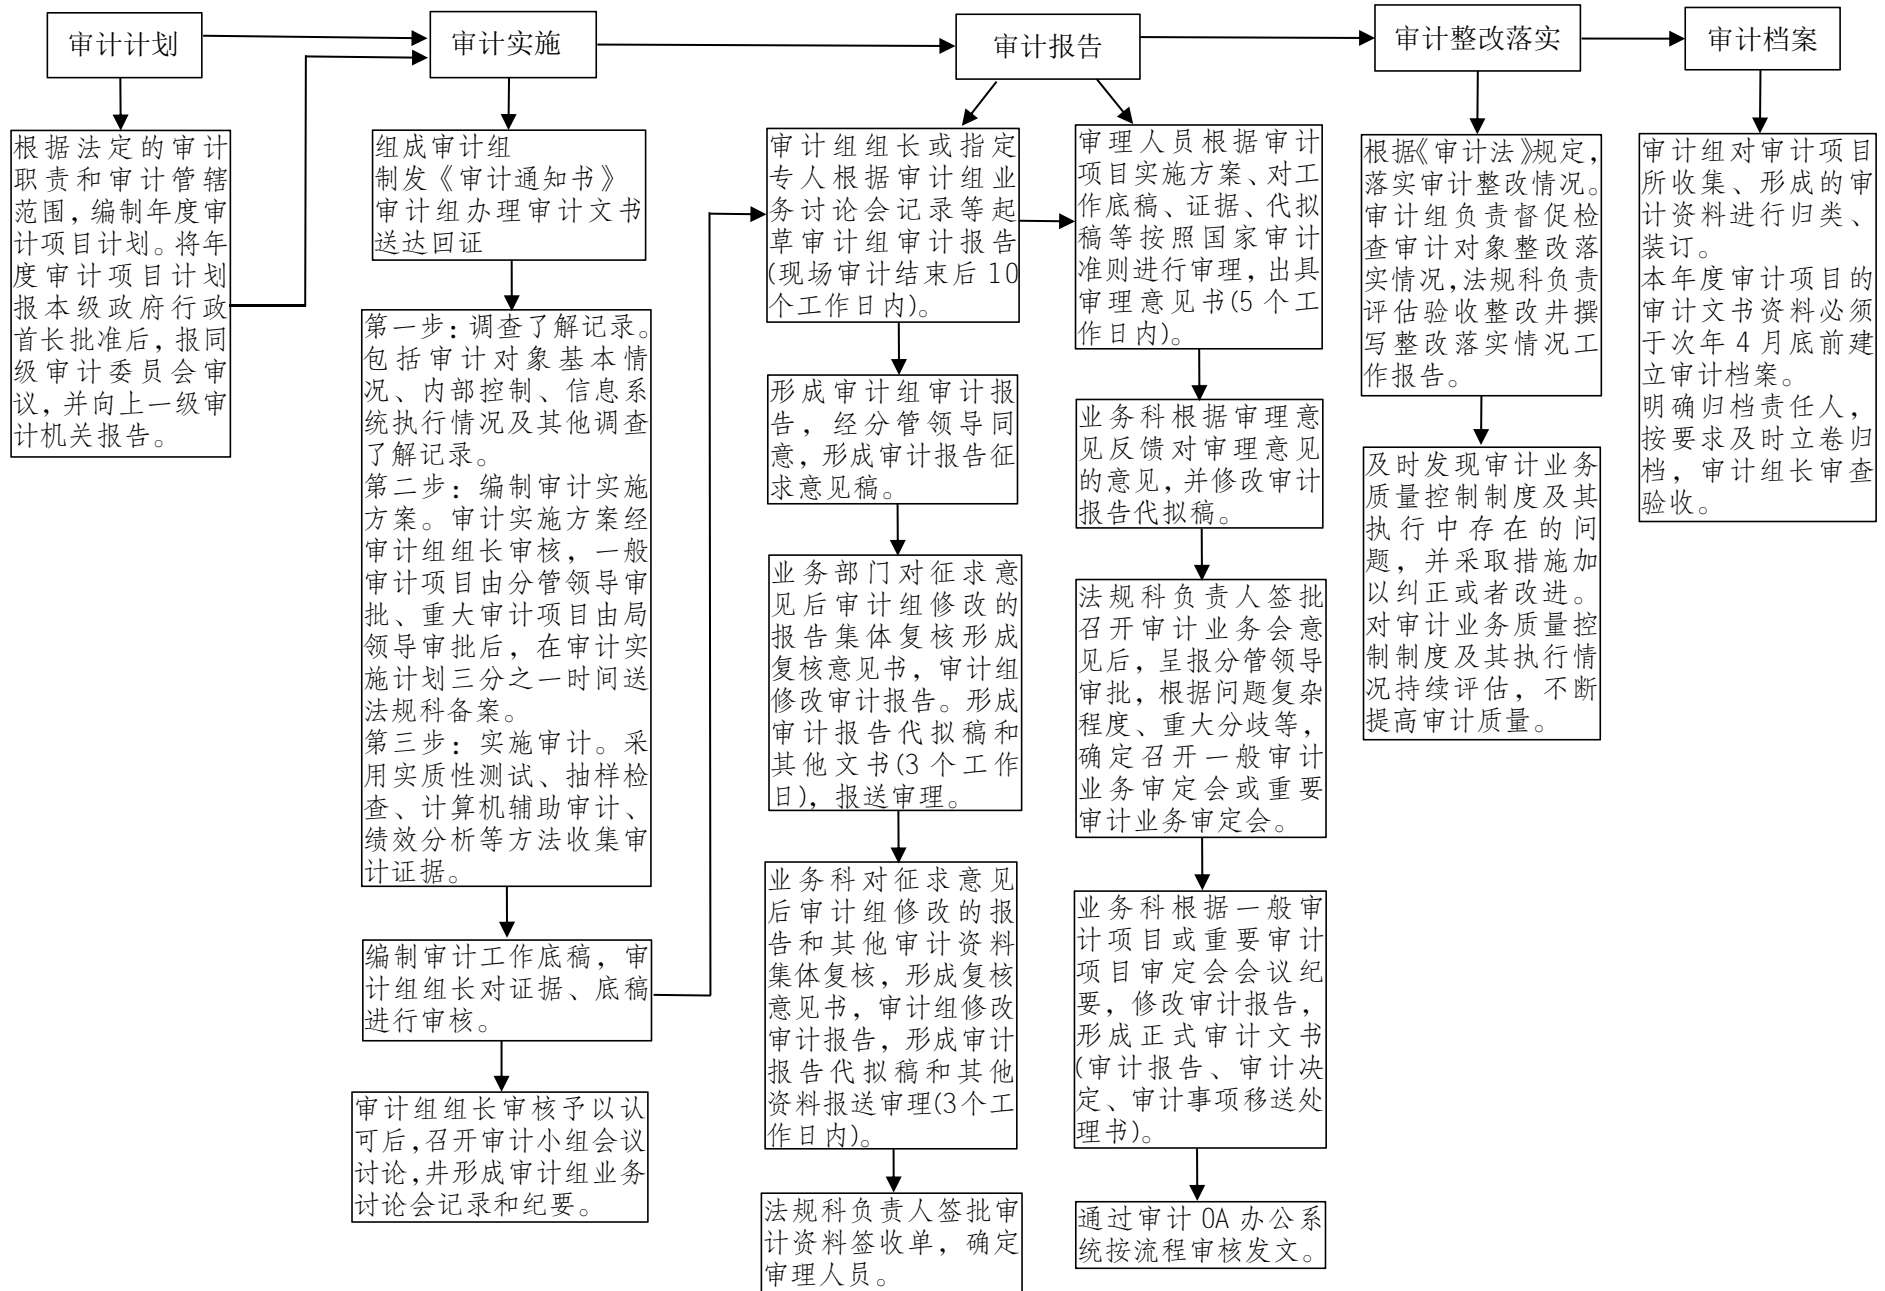 审计计划
审计实施
审计报告
审计整改落实
审计档案
根据法定的审计
职责和审计管辖
范围，编制年度审
计项目计划。将年
度审计项目计划
报本级政府行政
首长批准后，报同
级审计委员会审
议，并向上一级审
计机关报告。
组成审计组
制发《审计通知书》
审计组办理审计文书
送达回证
第一步：调查了解记录。
包括审计对象基本情
况、内部控制、信息系
统执行情况及其他调查
了解记录。
第二步：编制审计实施
方案。审计实施方案经
审计组组长审核，一般
审计项目由分管领导审
批、重大审计项目由局
领导审批后，在审计实
施计划三分之一时间送
法规科备案。
第三步：实施审计。采
用实质性测试、抽样检
查、计算机辅助审计、
绩效分析等方法收集审
计证据。
编制审计工作底稿，审
计组组长对证据、底稿
进行审核。
审计组组长审核予以认
可后，召开审计小组会议
讨论，井形成审计组业务
讨论会记录和纪要。
审计组组长或指定
专人根据审计组业
务讨论会记录等起
草审计组审计报告
(现场审计结束后10
个工作日内)。
形成审计组审计报
告，经分管领导同
意，形成审计报告征
求意见稿。
业务部门对征求意
见后审计组修改的
报告集体复核形成
复核意见书，审计组
修改审计报告。形成
审计报告代拟稿和
其他文书(3个工作
日)，报送审理。
业务科对征求意见
后审计组修改的报
告和其他审计资料
集体复核，形成复核
意见书，审计组修改
审计报告，形成审计
报告代拟稿和其他
资料报送审理(3个工
作日内)。
法规科负责人签批审
计资料签收单，确定
审理人员。
审理人员根据审计
项目实施方案、对工
作底稿、证据、代拟
稿等按照国家审计
准则进行审理，出具
审理意见书(5个工
作日内)。
业务科根据审理意
见反馈对审理意见
的意见，并修改审计
报告代拟稿。
法规科负责人签批
召开审计业务会意
见后，呈报分管领导
审批，根据问题复杂
程度、重大分歧等，
确定召开一般审计
业务审定会或重要
审计业务审定会。
业务科根据一般审
计项目或重要审计
项目审定会会议纪
要，修改审计报告，
形成正式审计文书
(审计报告、审计决
定、审计事项移送处
理书)。
通过审计OA办公系
统按流程审核发文。
根据《审计法》规定，
落实审计整改情况。
审计组负责督促检
查审计对象整改落
实情况，法规科负责
评估验收整改井撰
写整改落实情况工
作报告。
及时发现审计业务
质量控制制度及其
执行中存在的问
题，并采取措施加
以纠正或者改进。
对审计业务质量控
制制度及其执行情
况持续评估，不断
提高审计质量。
审计组对审计项目
所收集、形成的审
计资料进行归类、
装订。
本年度审计项目的
审计文书资料必须
于次年4月底前建
立审计档案。
明确归档责任人，
按要求及时立卷归
档，审计组长审查
验收。